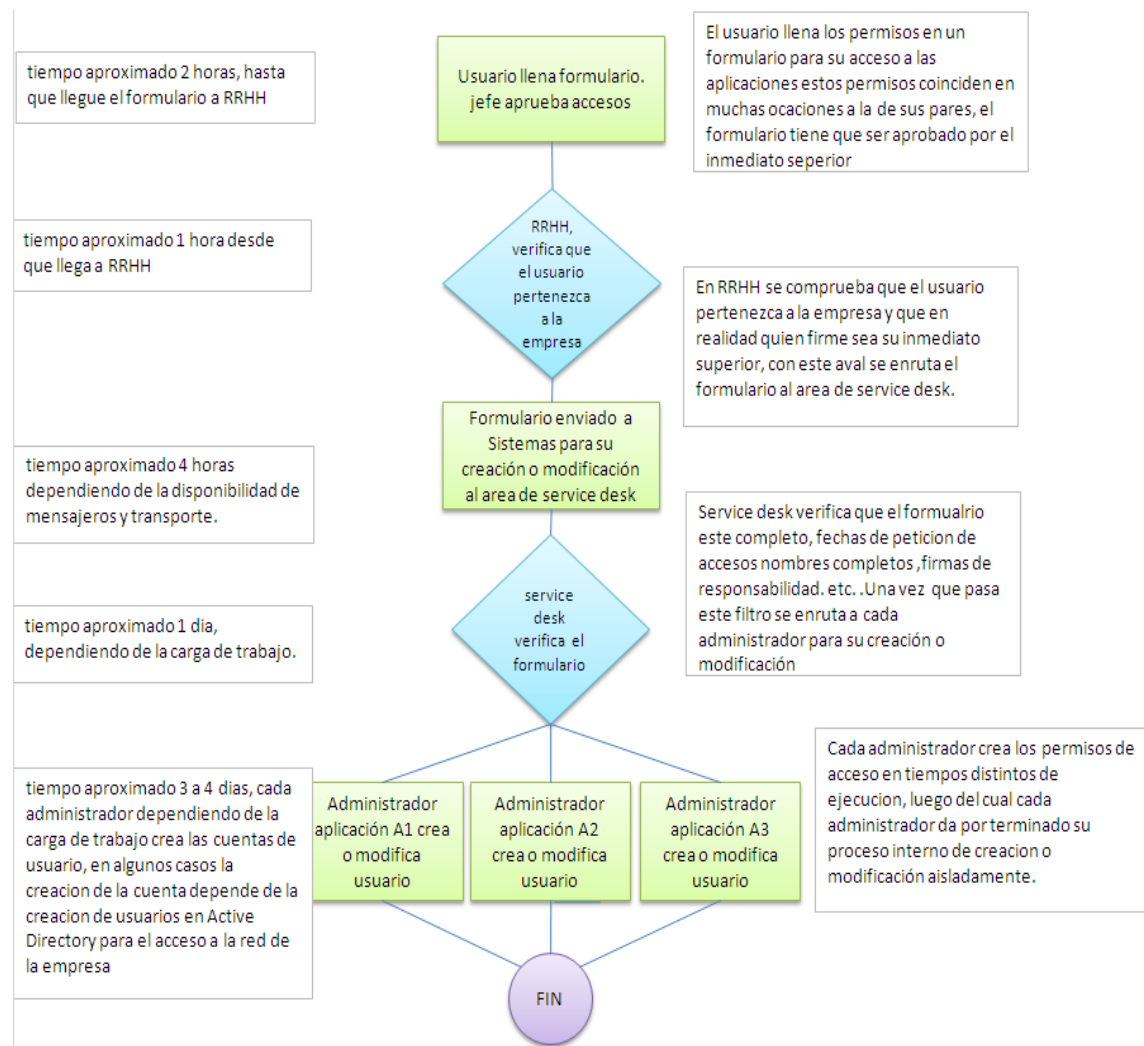 tiempo aproximado 2 horas, hasta
que llegue el formulario a RRHH
Usuario llena formulario.
jefe aprueba accesos
El usuario llena los permisos en un
formulario para su acceso a las
aplicaciones estos permisos coinciden en
muchas ocaciones a la de sus pares, el
formulario tiene que ser aprobado por el
inmediato seperior
tiempo aproximado 1 hora desde
que llega a RRHH
RRHH,
verifica que
el usuario
pertenezca
a la
empresa
En RRHH se comprueba que el usuario
pertenezca a la empresa y que en
realidad quien firme sea su inmediato
superior, con este aval se enruta el
formulario al area de service desk.
Formulario enviado a
Sistemas para su
creación o modificación
al area de service desk
tiempo aproximado 4 horas
dependiendo de la disponibilidad de
mensajeros y transporte.
Service desk verifica que el formualrio
este completo, fechas de peticion de
accesos nombres completos ,firmas de
responsabilidad. etc. .Una vez que pasa
este filtro se enruta a cada
administrador para su creación o
modificación
service
desk
verifica el
formulario
tiempo aproximado 1 dia,
dependiendo de la carga de trabajo.
Cada administrador crea los permisos de
acceso en tiempos distintos de
ejecucion, luego del cual cada
administrador da por terminado su
proceso interno de creacion o
modificación aisladamente.
tiempo aproximado 3 a 4 dias, cada
administrador dependiendo de la
carga de trabajo crea las cuentas de
usuario, en algunos casos la
creacion de la cuenta depende de la
creacion de usuarios en Active
Directory para el acceso a la red de
la empresa
Administrador
aplicación A1 crea
o modifica
usuario
Administrador
aplicación A2
crea o modifica
usuario
Administrador
aplicación A3
crea o modifica
usuario
FIN